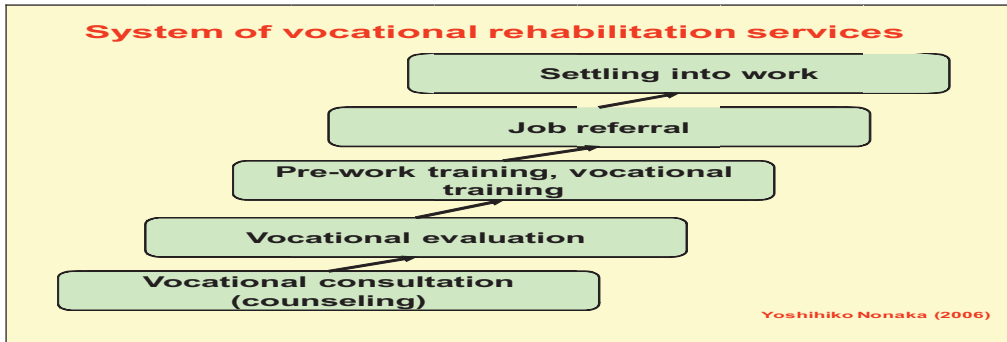 System of vocational rehabilitation services
Settling into work
Job referral
Pre-work training, vocational
training
Vocational evaluation
Vocational consultation
(counseling)
Yoshihiko Nonaka (2006)